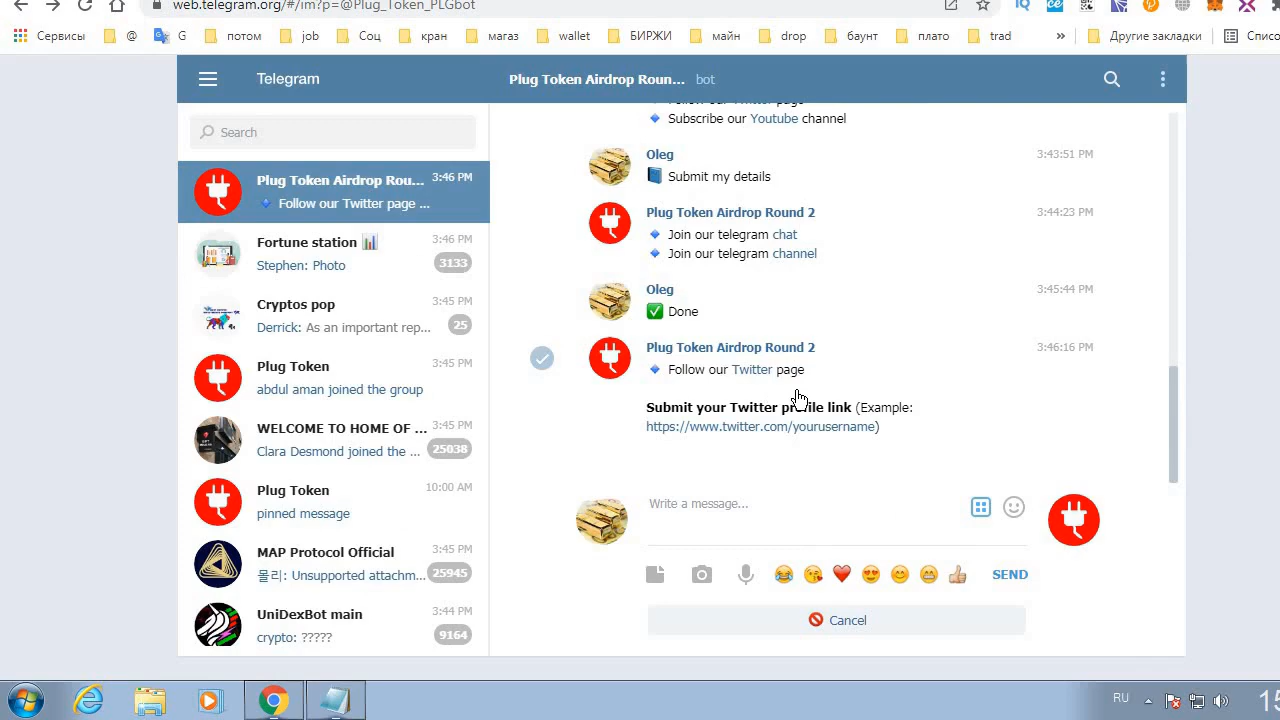 web.telegram.org/#/im?p=@Plug_Token_PLGbot
Сервисы @ G потом job Соц кран магаз wallet БИРЖИ майн drop баунт плато trad » Другие закладки Списо
Telegram
Plug Token Airdrop Roun... bot
Search
Plug Token Airdrop Rou... 3:46 PM
Follow our Twitter page ...
Fortune station 3:46 PM
Stephen: Photo 3133
Cryptos pop 3:45 PM
Derrick: As an important rep... 25
Plug Token 3:45 PM
abdul aman joined the group
WELCOME TO HOME OF ... 3:45 PM
Clara Desmond joined the ... 25038
Plug Token 10:00 AM
pinned message
MAP Protocol Official 3:45 PM
몰리: Unsupported attachm... 25945
UniDexBot main 3:44 PM
crypto: ????? 9164
Follow our Twitter page
Subscribe our Youtube channel
Oleg 3:43:51 PM
Submit my details
Plug Token Airdrop Round 2 3:44:23 PM
Join our telegram chat
Join our telegram channel
Oleg 3:45:44 PM
Done
Plug Token Airdrop Round 2 3:46:16 PM
Follow our Twitter page
Submit your Twitter profile link (Example:
https://www.twitter.com/yourusername)
Write a message...
SEND
Cancel
RU
15